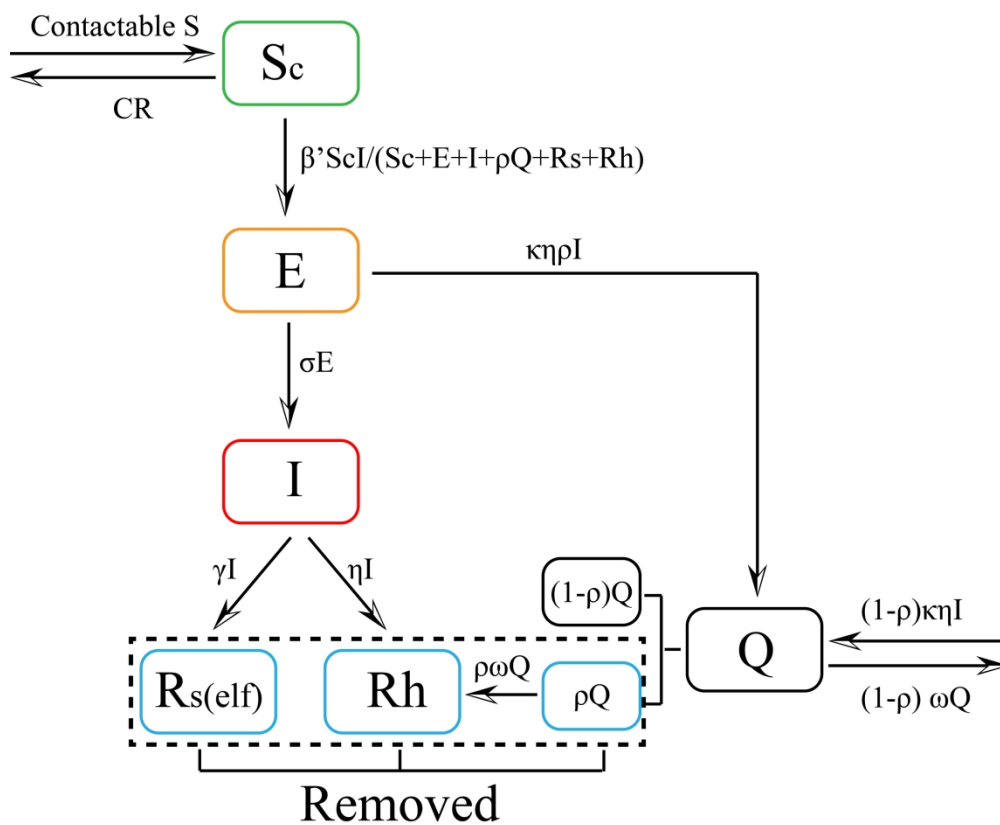 Contactable S
Sc
CR
β’ScI/(Sc+E+I+ρQ+Rs+Rh)
E
κηρI
σE
I
γI
ηI
(1-ρ)Q
Q
(1-ρ)κηI
(1-ρ) ωQ
Rs(elf)
Rh
ρωQ
ρQ
Removed